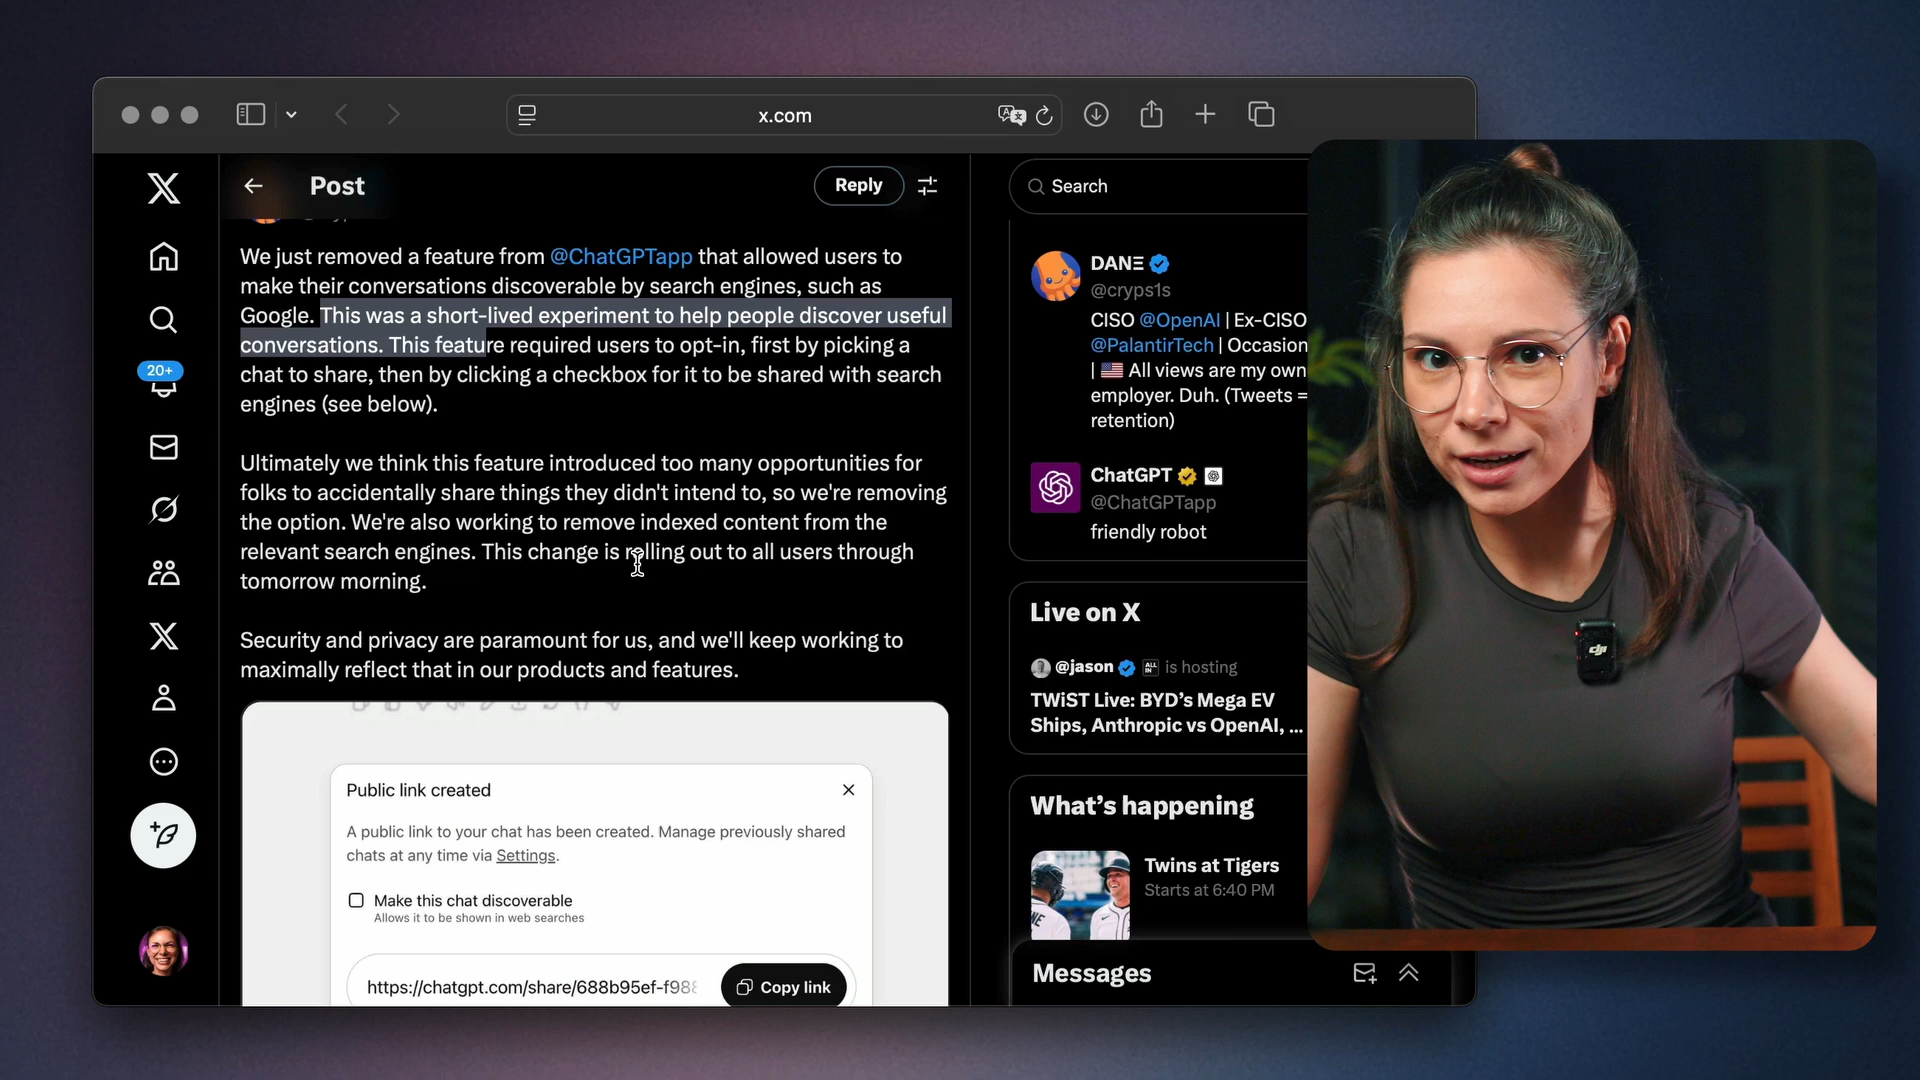 x.com
Post
Reply
Search
We just removed a feature from @ChatGPTapp that allowed users to
make their conversations discoverable by search engines, such as
Google. This was a short-lived experiment to help people discover useful
conversations. This feature required users to opt-in, first by picking a
chat to share, then by clicking a checkbox for it to be shared with search
engines (see below).
Ultimately we think this feature introduced too many opportunities for
folks to accidentally share things they didn't intend to, so we're removing
the option. We're also working to remove indexed content from the
relevant search engines. This change is rolling out to all users through
tomorrow morning.
Security and privacy are paramount for us, and we'll keep working to
maximally reflect that in our products and features.
Public link created
A public link to your chat has been created. Manage previously shared
chats at any time via Settings.
Make this chat discoverable
Allows it to be shown in web searches
https://chatgpt.com/share/688b95ef-f988
Copy link
20+
DANΞ
@cryps1s
CISO @OpenAI | Ex-CISO
@PalantirTech | Occasion
| 🇺🇸 All views are my own
employer. Duh. (Tweets =
retention)
ChatGPT
@ChatGPTapp
friendly robot
Live on X
@jason ALL IN is hosting
TWiST Live: BYD’s Mega EV
Ships, Anthropic vs OpenAI, ...
What’s happening
Twins at Tigers
Starts at 6:40 PM
Messages
dji